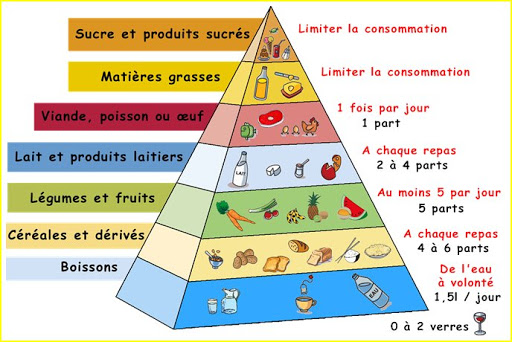 Sucre et produits sucrés
Limiter la consommation
Matières grasses
Limiter la consommation
Viande, poisson ou œuf
1 fois par jour
1 part
Lait et produits laitiers
A chaque repas
2 à 4 parts
LAIT
Légumes et fruits
Au moins 5 par jour
5 parts
Céréales et dérivés
A chaque repas
4 à 6 parts
Boissons
De l'eau
à volonté
1,5l / jour
EAU
0 à 2 verres